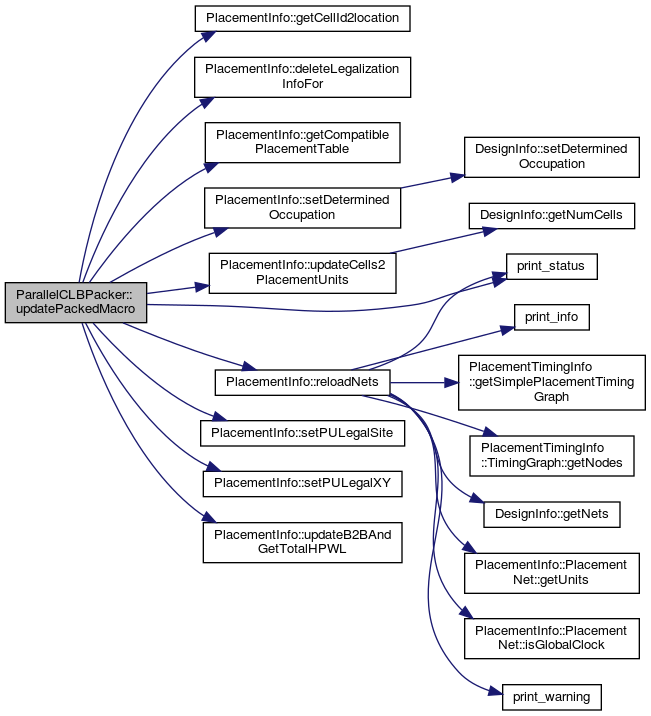 ParallelCLBPacker::
updatePackedMacro
PlacementInfo::getCellId2location
PlacementInfo::deleteLegalization
InfoFor
PlacementInfo::getCompatible
PlacementTable
PlacementInfo::setDetermined
Occupation
PlacementInfo::updateCells2
PlacementUnits
PlacementInfo::reloadNets
PlacementInfo::setPULegalSite
PlacementInfo::setPULegalXY
PlacementInfo::updateB2BAnd
GetTotalHPWL
DesignInfo::setDetermined
Occupation
DesignInfo::getNumCells
print_status
print_info
PlacementTimingInfo
::getSimplePlacementTiming
Graph
PlacementTimingInfo
::TimingGraph::getNodes
DesignInfo::getNets
PlacementInfo::Placement
Net::getUnits
PlacementInfo::Placement
Net::isGlobalClock
print_warning